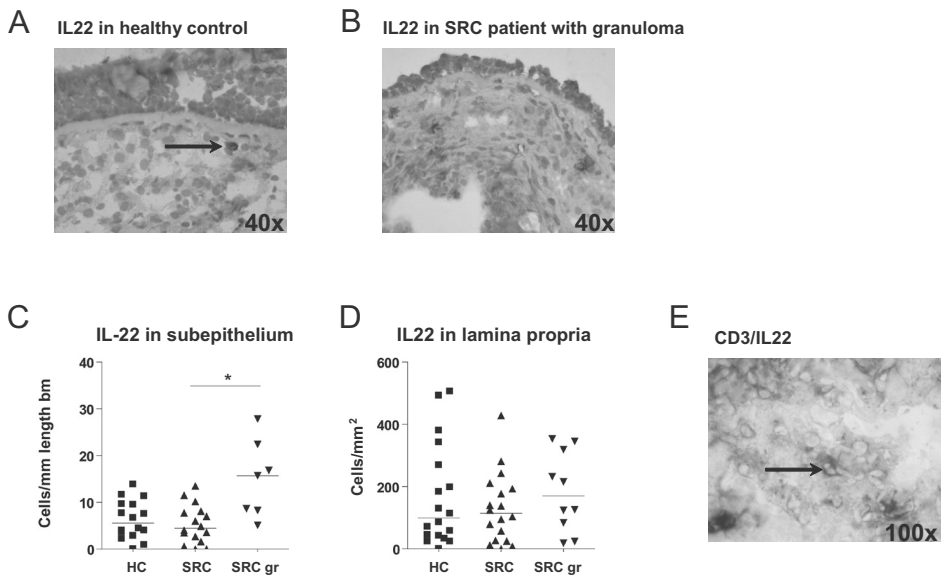 A IL22 in healthy control
B IL22 in SRC patient with granuloma
40x
40x
C IL-22 in subepithelium
D IL22 in lamina propria
E CD3/IL22
Cells/mm length bm
40
30
20
10
0
*
HC SRC SRC gr
Cells/mm²
600
400
200
0
HC SRC SRC gr
100x